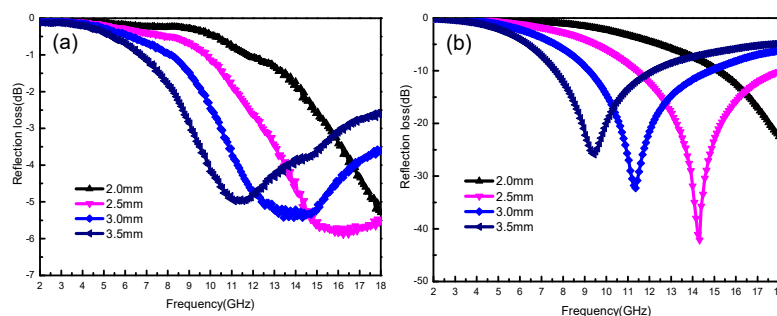 (a)
Reflection loss(dB)
0
-1
-2
-3
-4
-5
-6
-7
2.0mm
2.5mm
3.0mm
3.5mm
2 3 4 5 6 7 8 9 10 11 12 13 14 15 16 17 18
Frequency(GHz)
(b)
Reflection loss(dB)
0
-10
-20
-30
-40
-50
2.0mm
2.5mm
3.0mm
3.5mm
2 3 4 5 6 7 8 9 10 11 12 13 14 15 16 17
Frequency(GHz)